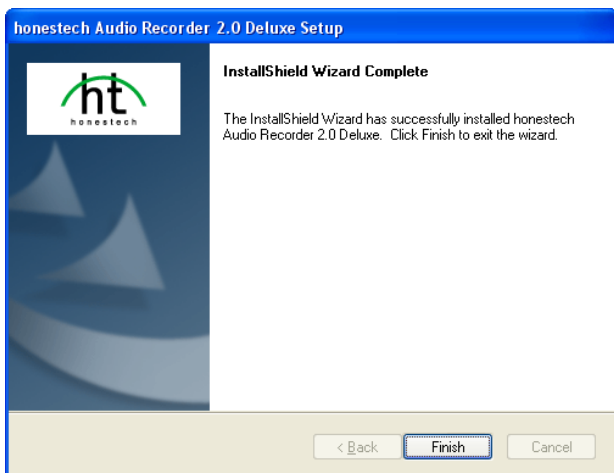 honestech Audio Recorder 2.0 Deluxe Setup
ht
honestech
InstallShield Wizard Complete
The InstallShield Wizard has successfully installed honestech
Audio Recorder 2.0 Deluxe. Click Finish to exit the wizard.
< Back
Finish
Cancel